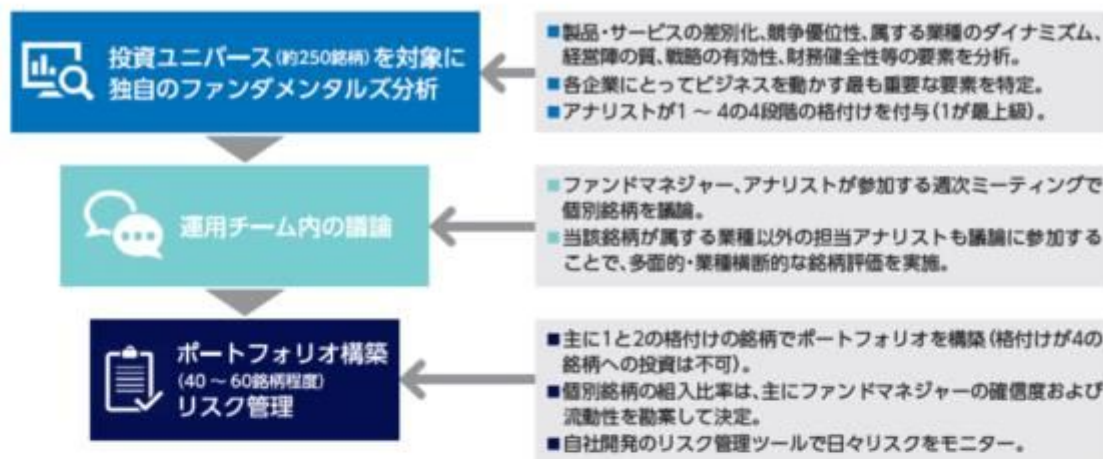 投資ユニバース(約250銘柄)を対象に
独自のファンダメンタルズ分析
■製品・サービスの差別化、競争優位性、属する業種のダイナミズム、
経営陣の質、戦略の有効性、財務健全性等の要素を分析。
■各企業にとってビジネスを動かす最も重要な要素を特定。
■アナリストが1～4の4段階の格付けを付与(1が最上級)。
運用チーム内の議論
■ファンドマネジャー、アナリストが参加する週次ミーティングで
個別銘柄を議論。
■当該銘柄が属する業種以外の担当アナリストも議論に参加する
ことで、多面的・業種横断的な銘柄評価を実施。
ポートフォリオ構築
(40～60銘柄程度)
リスク管理
■主に1と2の格付けの銘柄でポートフォリオを構築(格付けが4の
銘柄への投資は不可)。
■個別銘柄の組入比率は、主にファンドマネジャーの確信度および
流動性を勘案して決定。
■自社開発のリスク管理ツールで日々リスクをモニター。